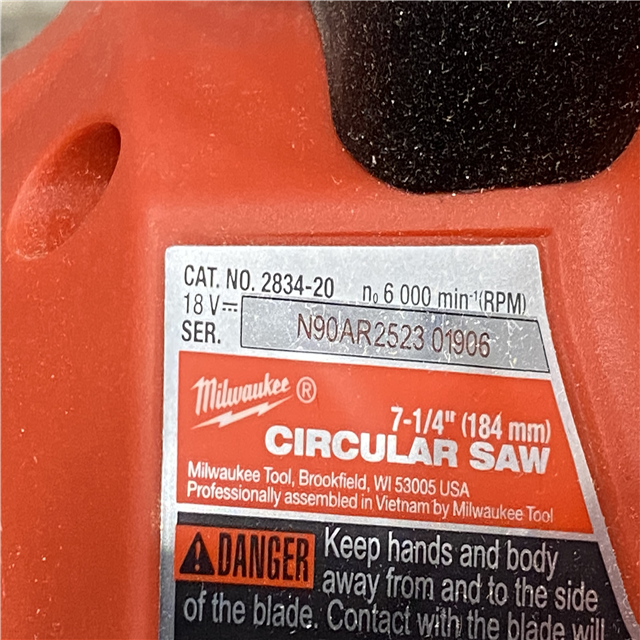 CAT. NO. 2834-20 n₀ 6 000 min⁻¹(RPM)
18 V⎓
SER. N90AR2523 01906
Milwaukee ®
7-1/4" (184 mm)
CIRCULAR SAW
Milwaukee Tool, Brookfield, WI 53005 USA
Professionally assembled in Vietnam by Milwaukee Tool
⚠DANGER Keep hands and body
away from and to the side
of the blade. Contact with the blade will